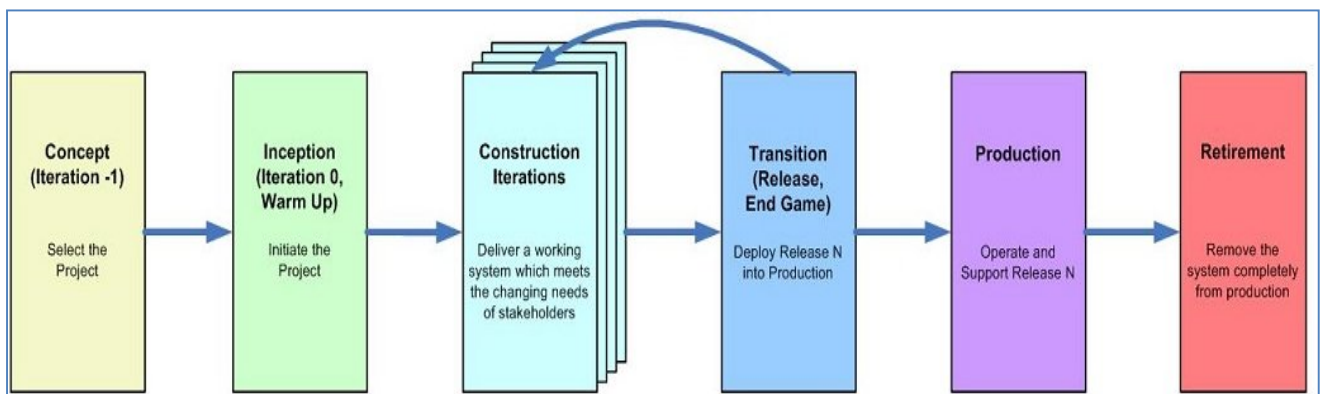 Concept
(Iteration -1)
Select the
Project
Inception
(Iteration 0,
Warm Up)
Initiate the
Project
Construction
Iterations
Deliver a working
system which meets
the changing needs
of stakeholders
Transition
(Release,
End Game)
Deploy Release N
into Production
Production
Operate and
Support Release N
Retirement
Remove the
system completely
from production